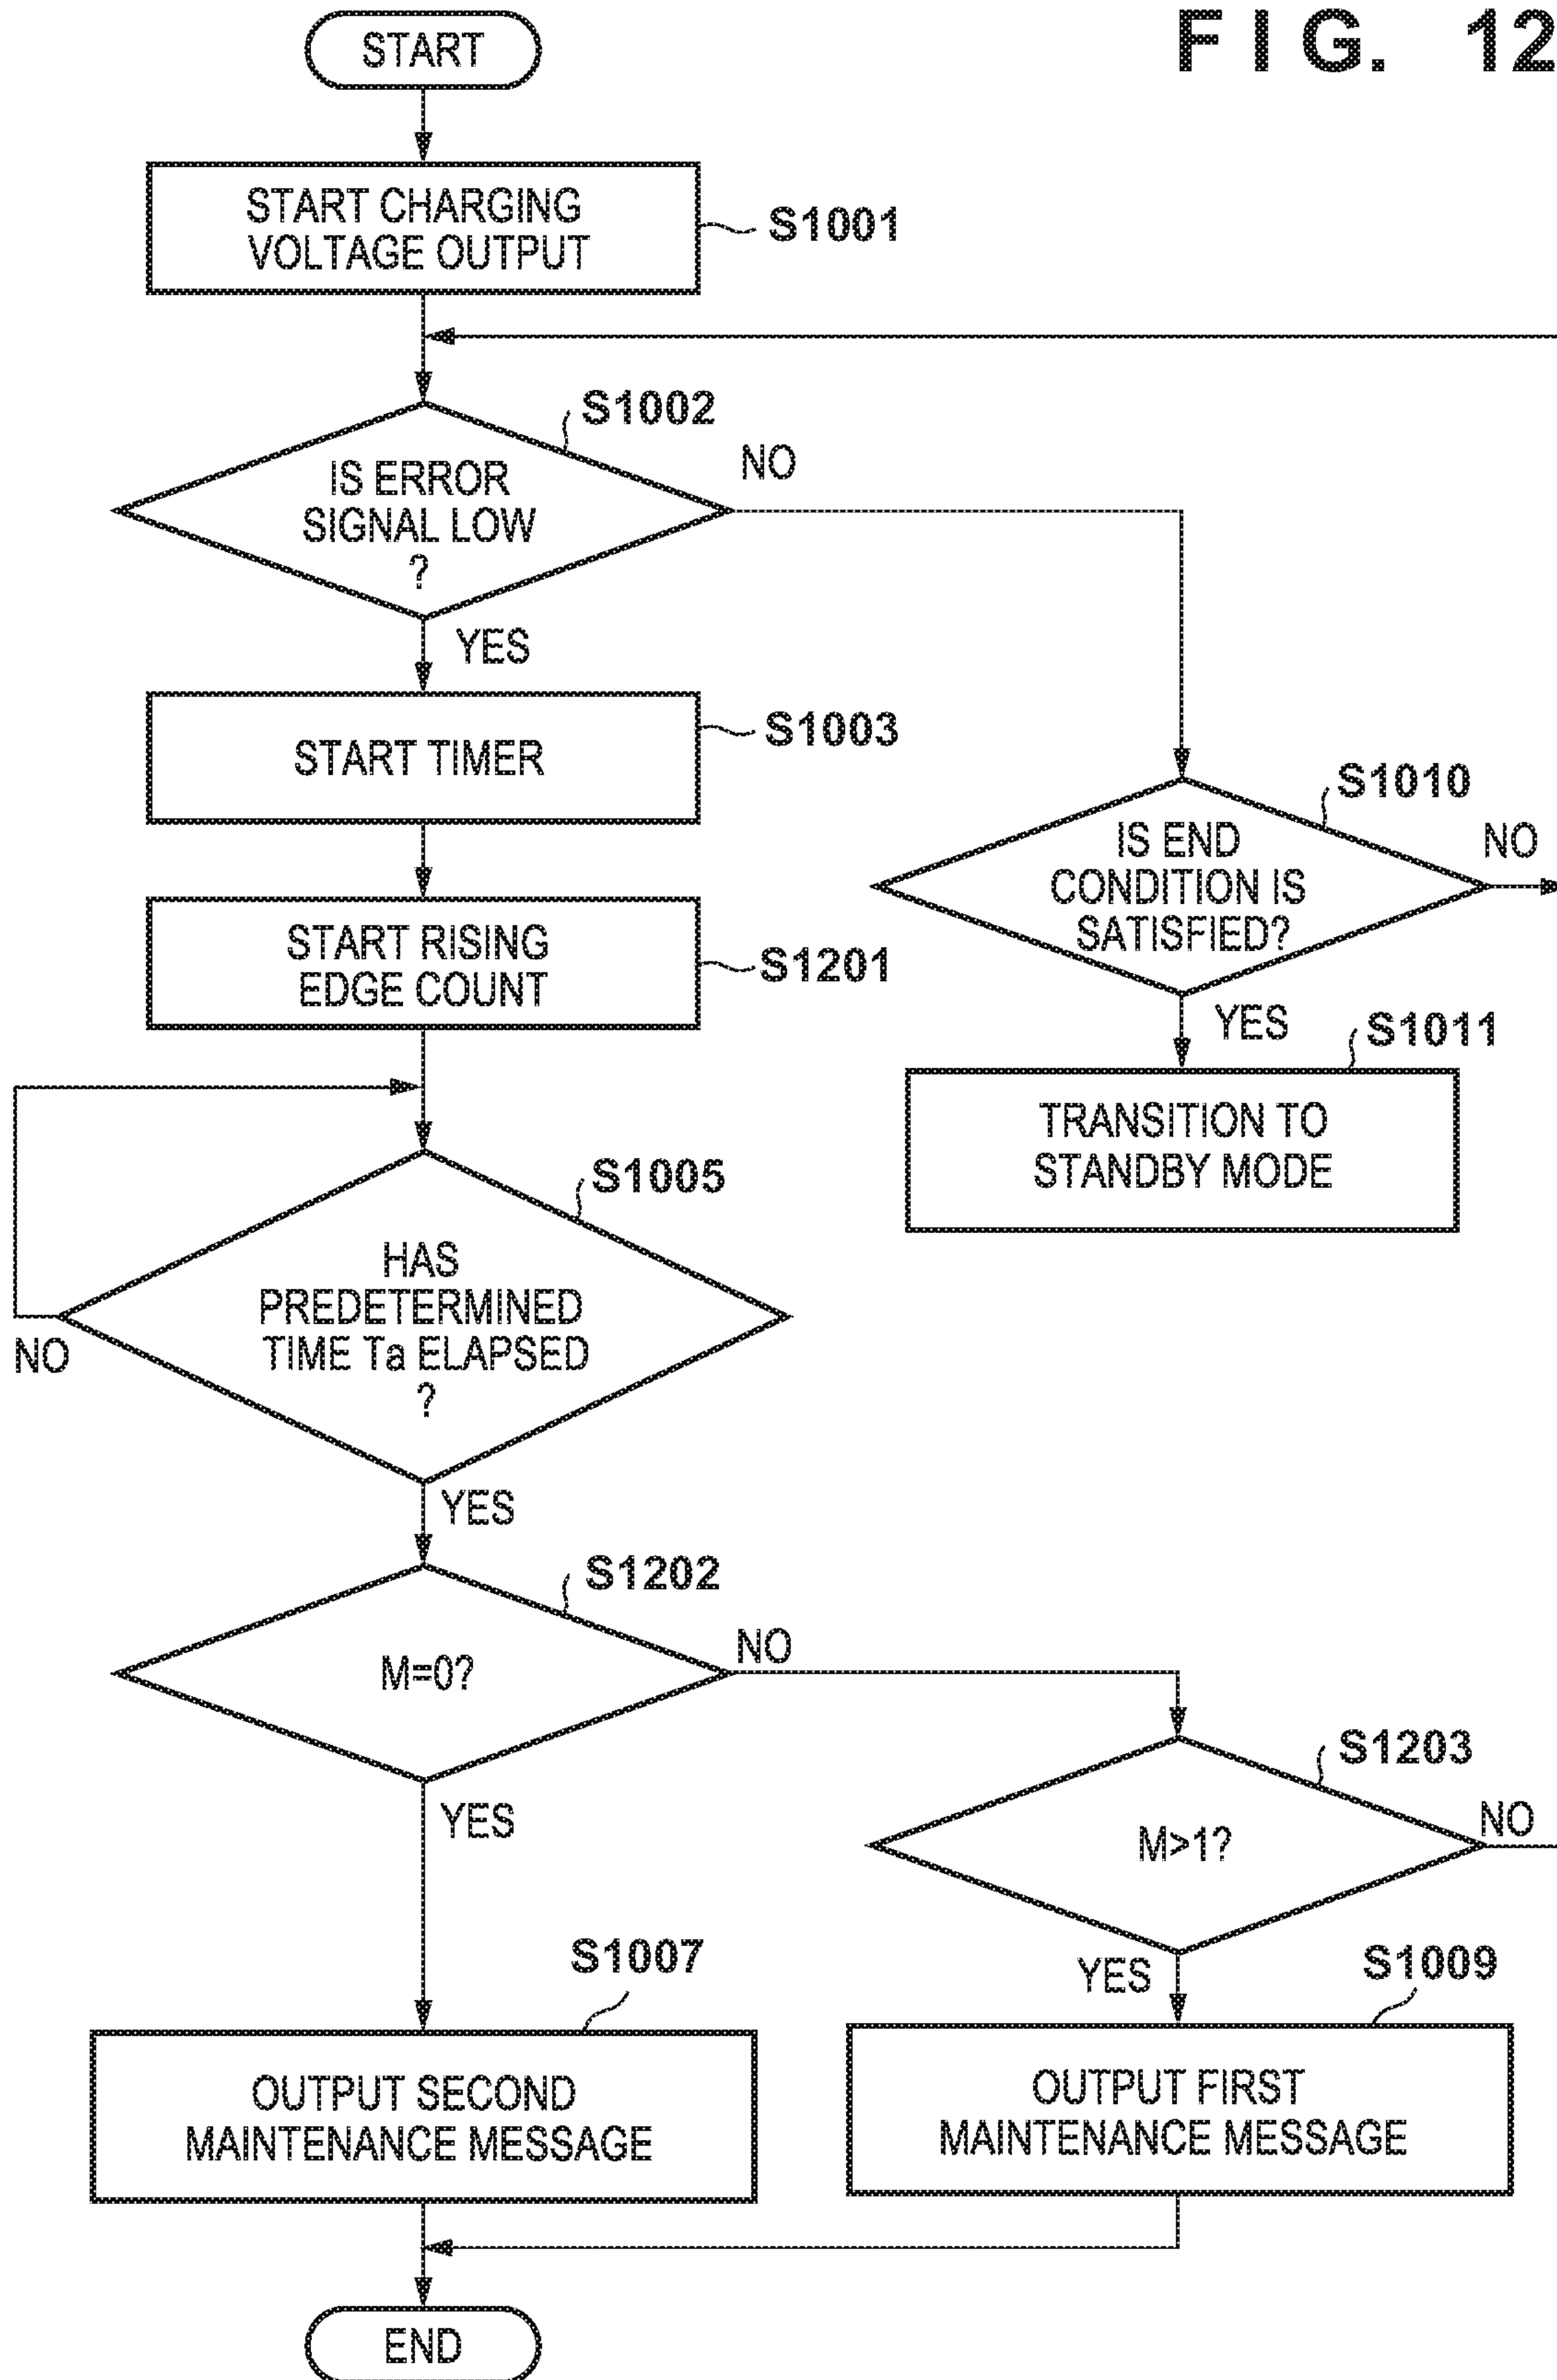 FIG. 12
START
START CHARGING
VOLTAGE OUTPUT
S1001
S1002
IS ERROR
SIGNAL LOW
?
NO
YES
START TIMER
S1003
S1010
IS END
CONDITION IS
SATISFIED?
NO
YES
START RISING
EDGE COUNT
S1201
S1011
TRANSITION TO
STANDBY MODE
S1005
HAS
PREDETERMINED
TIME Ta ELAPSED
?
NO
YES
S1202
M=0?
NO
YES
S1203
M>1?
NO
YES
S1007
OUTPUT SECOND
MAINTENANCE MESSAGE
S1009
OUTPUT FIRST
MAINTENANCE MESSAGE
END